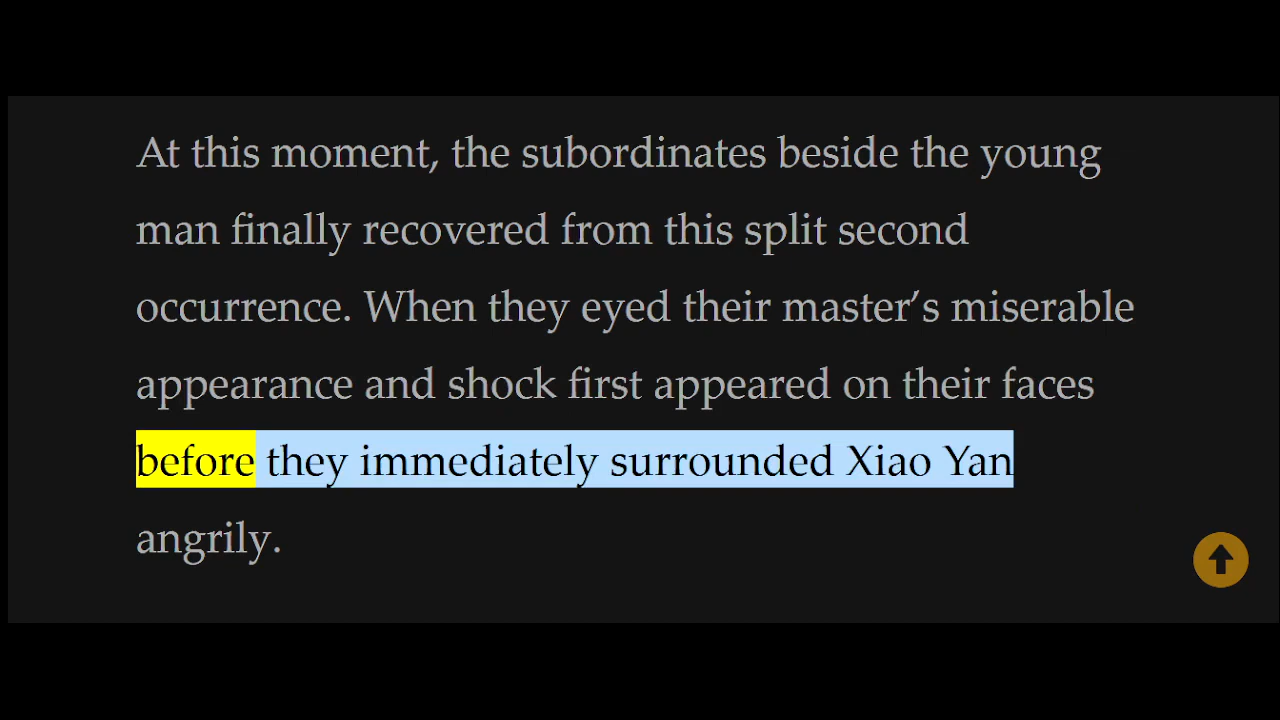 At this moment, the subordinates beside the young
man finally recovered from this split second
occurrence. When they eyed their master’s miserable
appearance and shock first appeared on their faces
before they immediately surrounded Xiao Yan
angrily.